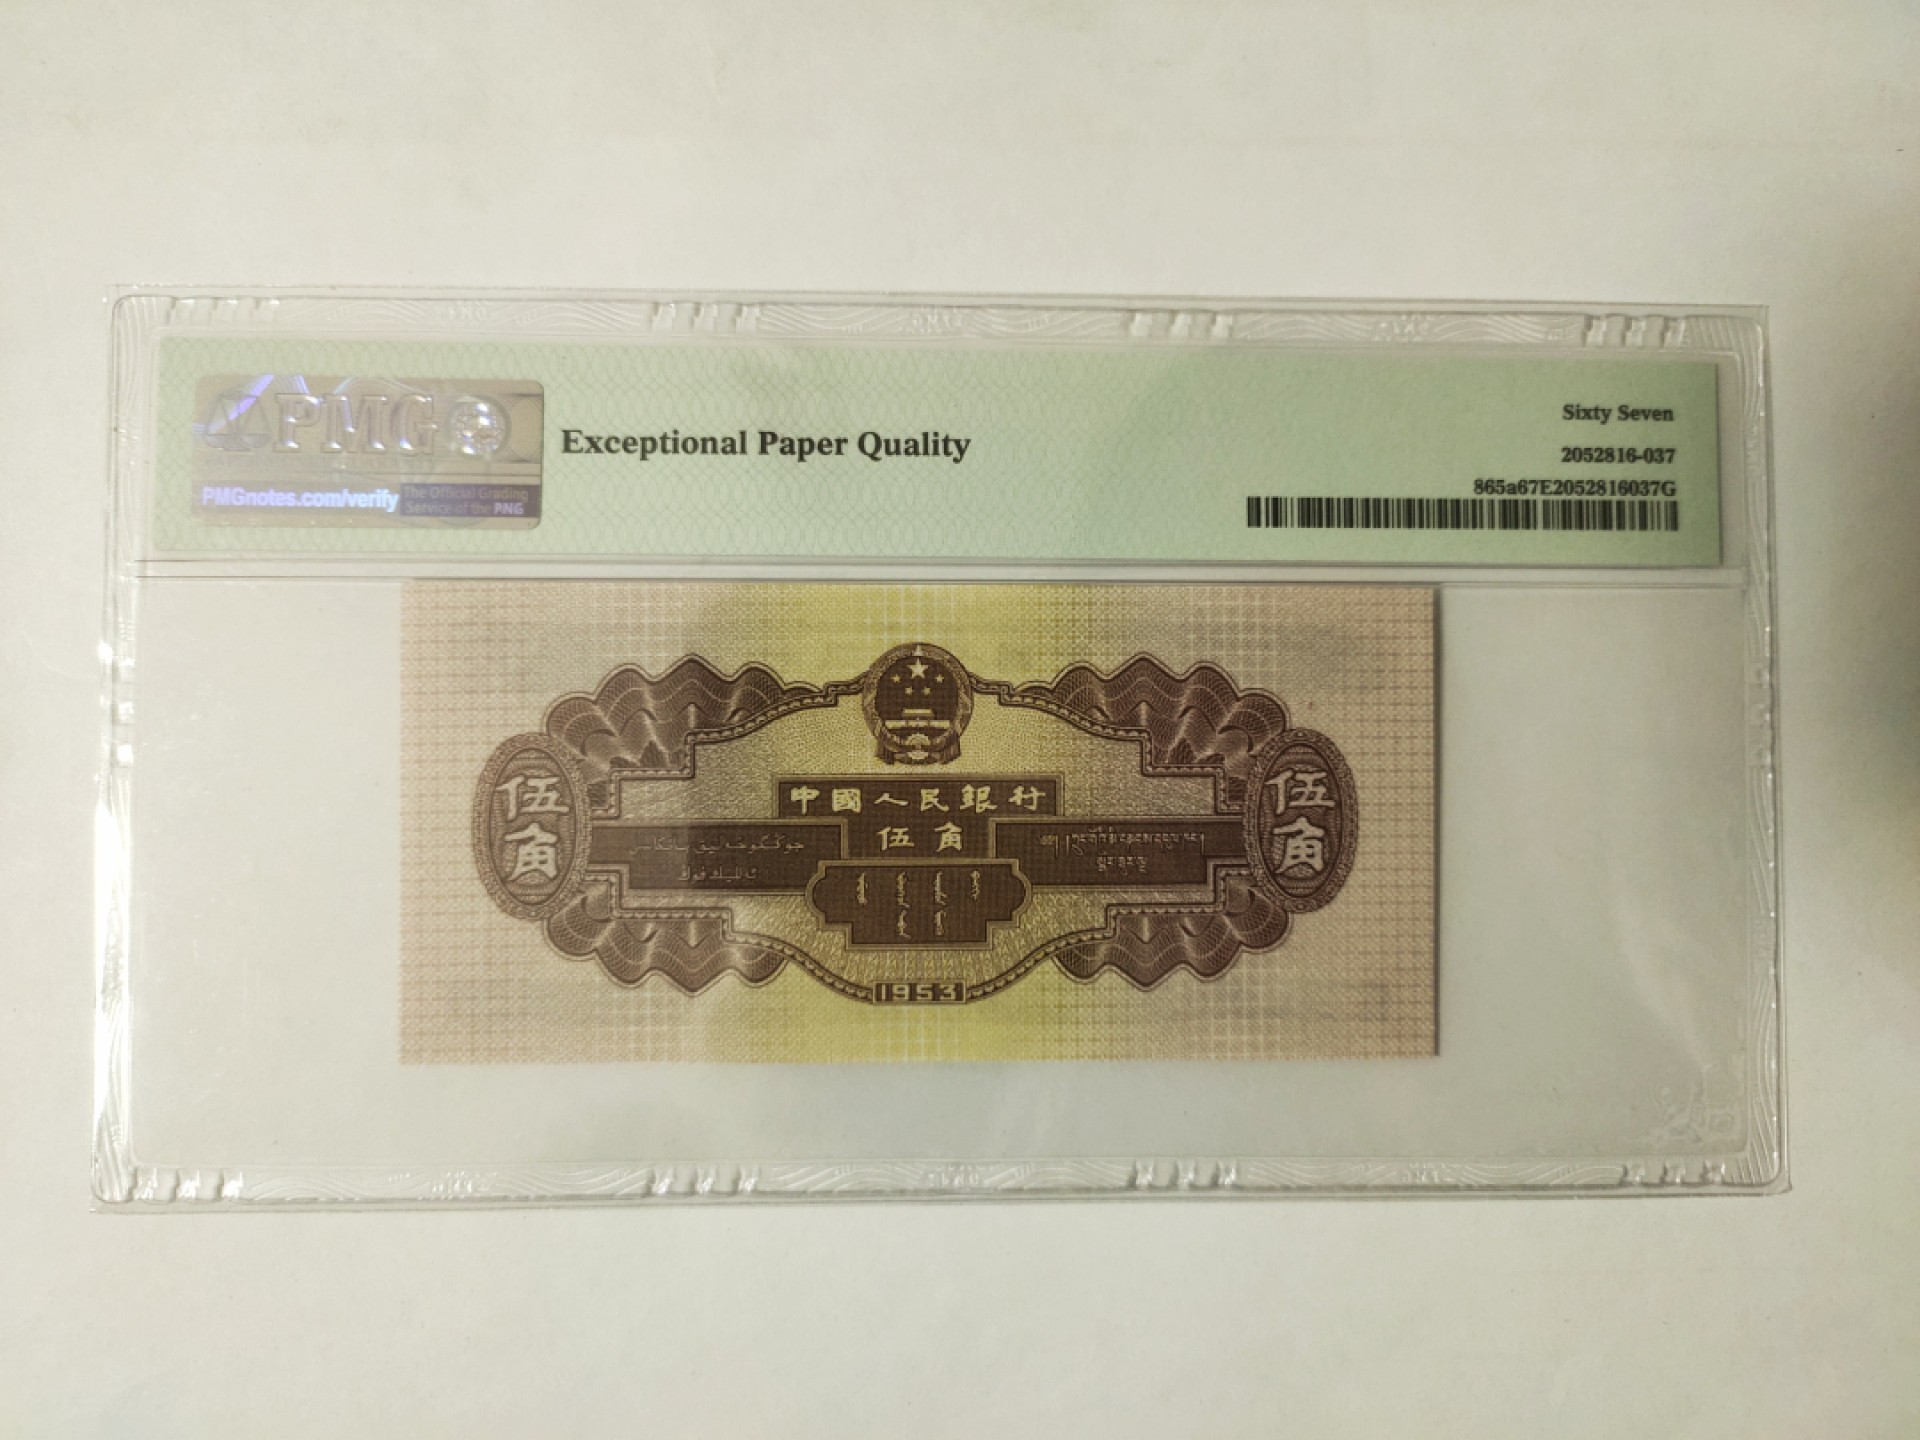 PMG
PMGnotes.com/verify
The Official Grading
Service of the PNG
Exceptional Paper Quality
Sixty Seven
2052816-037
865a67E2052816037G
中國人民銀行
伍角
伍角
伍角
1953